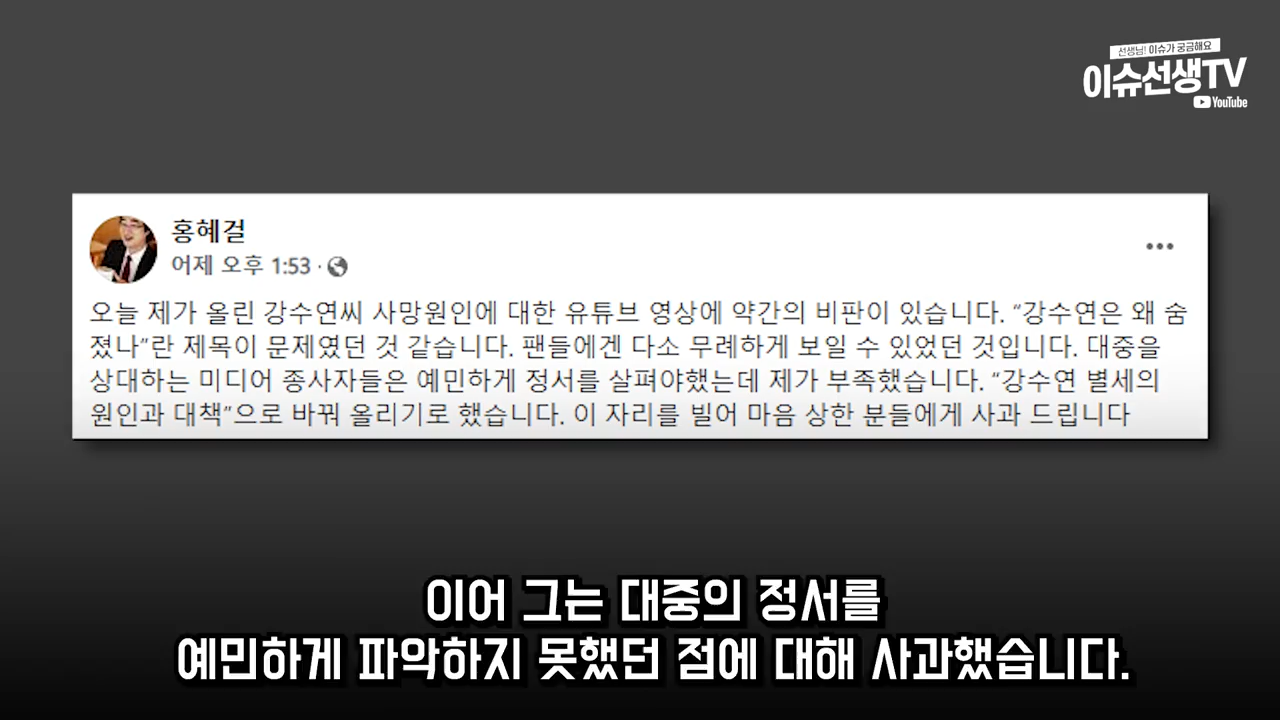 선생님! 이슈가 궁금해요
이슈선생TV
YouTube
홍혜걸
어제 오후 1:53 ·
오늘 제가 올린 강수연씨 사망원인에 대한 유튜브 영상에 약간의 비판이 있습니다. “강수연은 왜 숨
졌나”란 제목이 문제였던 것 같습니다. 팬들에겐 다소 무례하게 보일 수 있었던 것입니다. 대중을
상대하는 미디어 종사자들은 예민하게 정서를 살펴야했는데 제가 부족했습니다. “강수연 별세의
원인과 대책”으로 바꿔 올리기로 했습니다. 이 자리를 빌어 마음 상한 분들에게 사과 드립니다
이어 그는 대중의 정서를
예민하게 파악하지 못했던 점에 대해 사과했습니다.